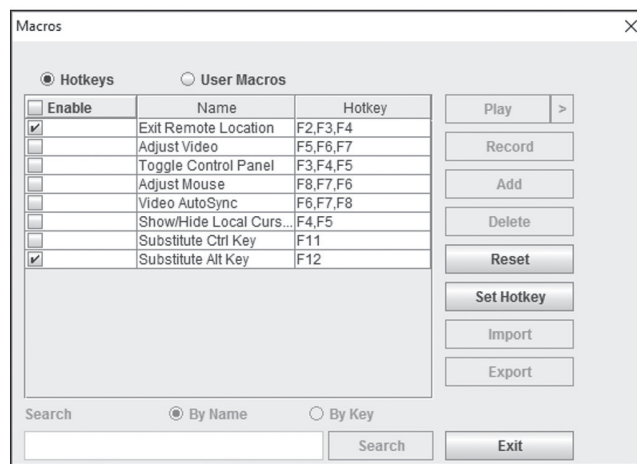 Macros
Hotkeys User Macros
Enable Name Hotkey
Exit Remote Location F2,F3,F4
Adjust Video F5,F6,F7
Toggle Control Panel F3,F4,F5
Adjust Mouse F8,F7,F6
Video AutoSync F6,F7,F8
Show/Hide Local Curs... F4,F5
Substitute Ctrl Key F11
Substitute Alt Key F12
Play >
Record
Add
Delete
Reset
Set Hotkey
Import
Export
Search By Name By Key
Search Exit